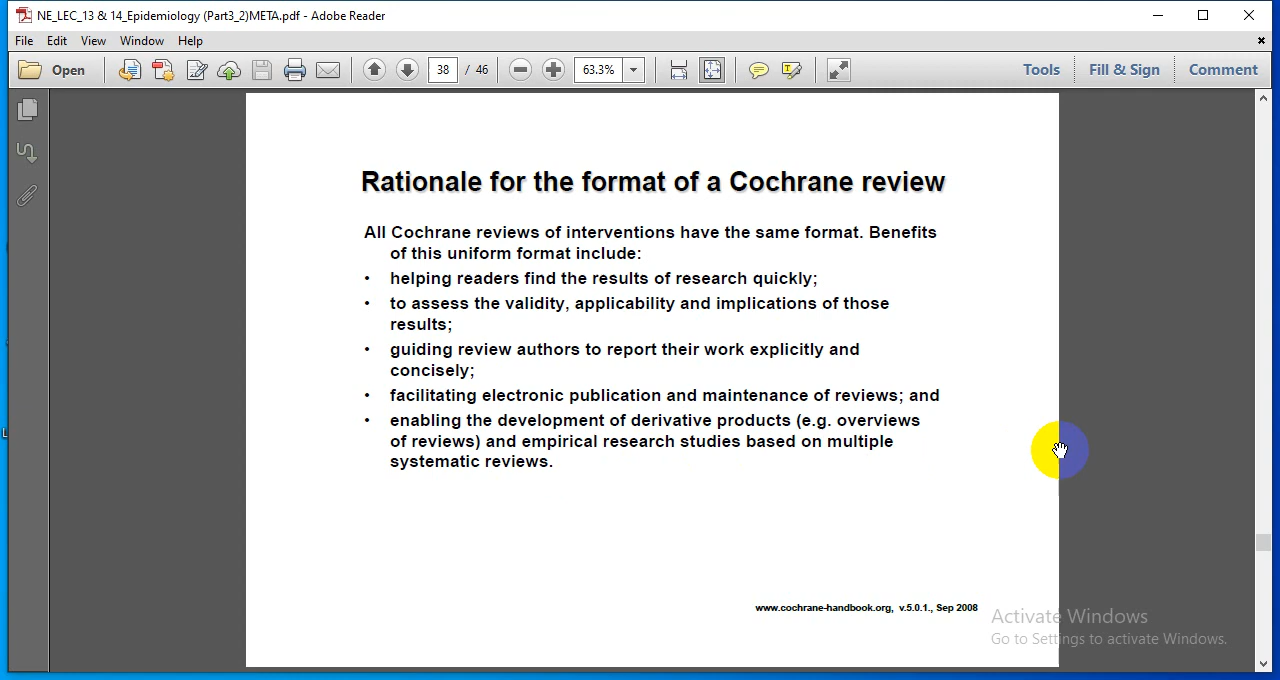 NE_LEC_13 & 14_Epidemiology (Part3_2)META.pdf - Adobe Reader
File Edit View Window Help
Open 38 / 46 63.3% Tools Fill & Sign Comment
Rationale for the format of a Cochrane review
All Cochrane reviews of interventions have the same format. Benefits
of this uniform format include:
• helping readers find the results of research quickly;
• to assess the validity, applicability and implications of those
results;
• guiding review authors to report their work explicitly and
concisely;
• facilitating electronic publication and maintenance of reviews; and
• enabling the development of derivative products (e.g. overviews
of reviews) and empirical research studies based on multiple
systematic reviews.
www.cochrane-handbook.org, v.5.0.1., Sep 2008
Activate Windows
Go to Settings to activate Windows.